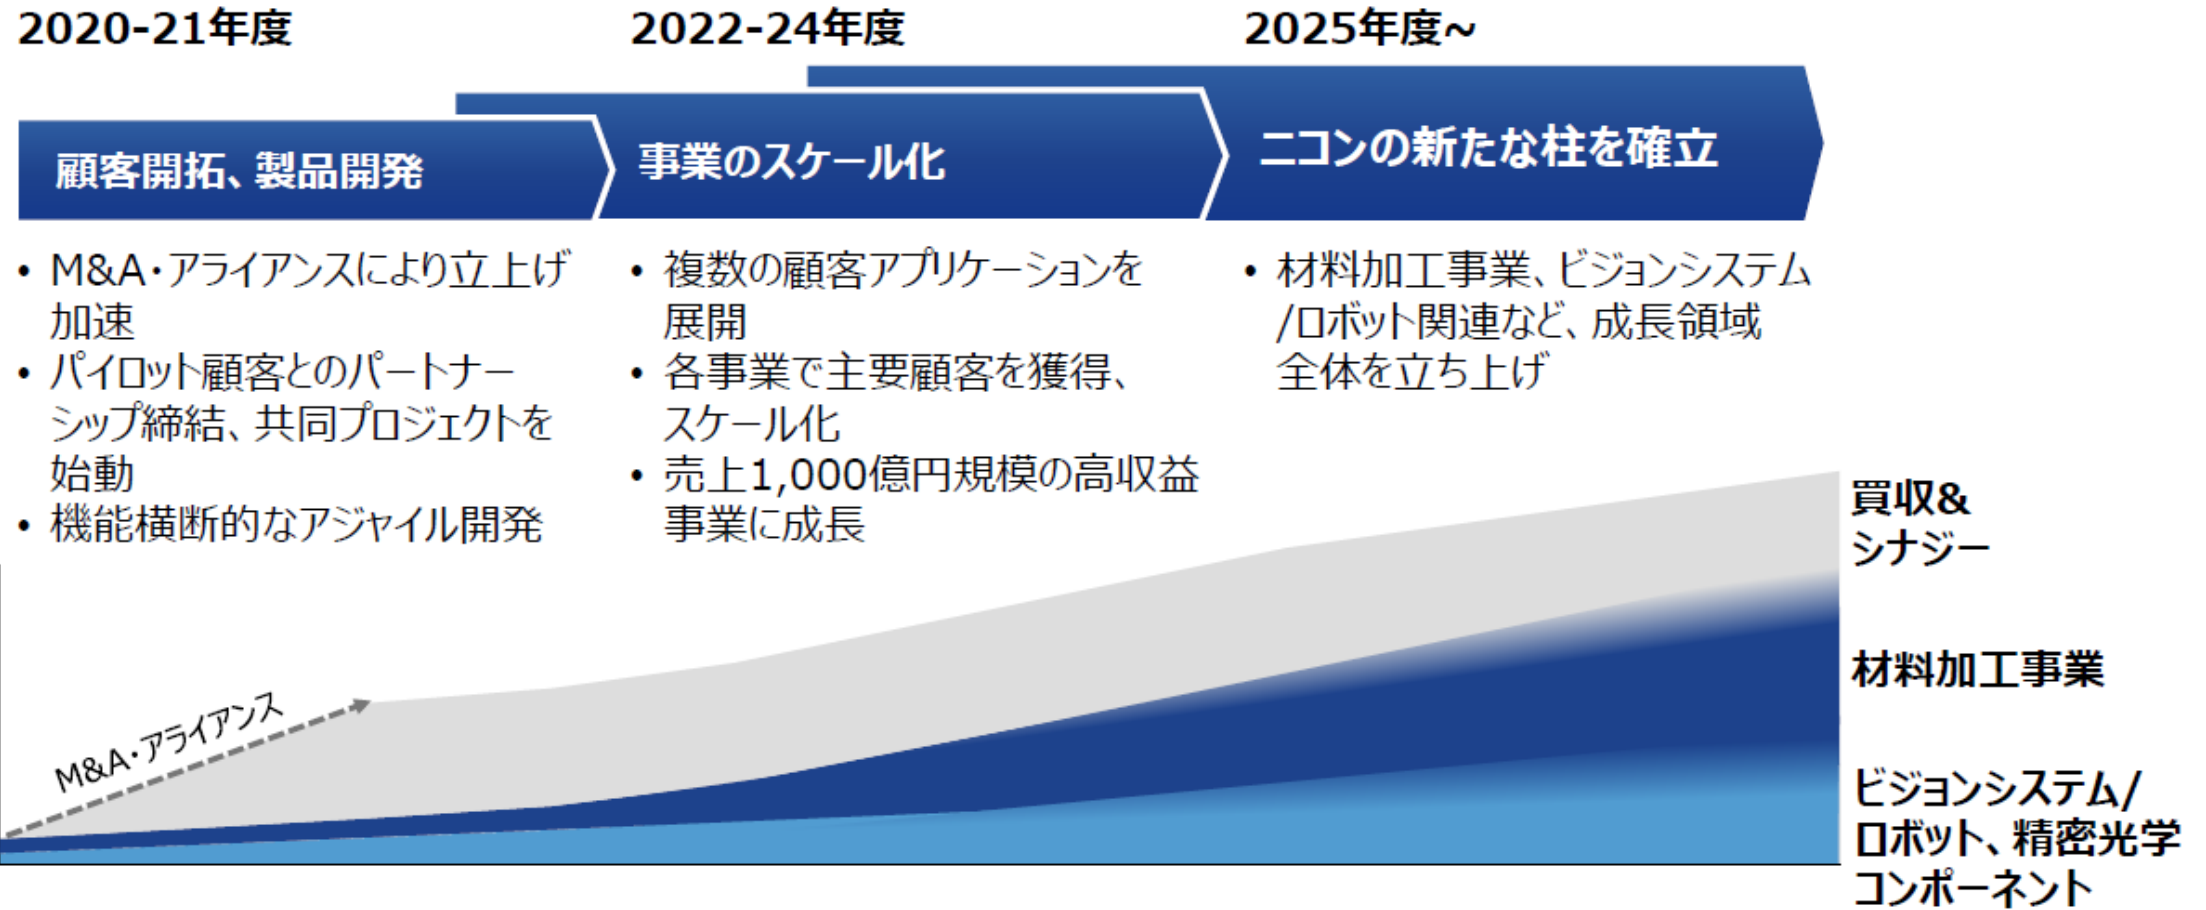 2020-21年度
2022-24年度
2025年度~
顧客開拓、製品開発
事業のスケール化
ニコンの新たな柱を確立
• M&A・アライアンスにより立上げ
加速
• パイロット顧客とのパートナー
シップ締結、共同プロジェクトを
始動
• 機能横断的なアジャイル開発
• 複数の顧客アプリケーションを
展開
• 各事業で主要顧客を獲得、
スケール化
• 売上1,000億円規模の高収益
事業に成長
• 材料加工事業、ビジョンシステム
/ロボット関連など、成長領域
全体を立ち上げ
M&A・アライアンス
買収&
シナジー
材料加工事業
ビジョンシステム/
ロボット、精密光学
コンポーネント